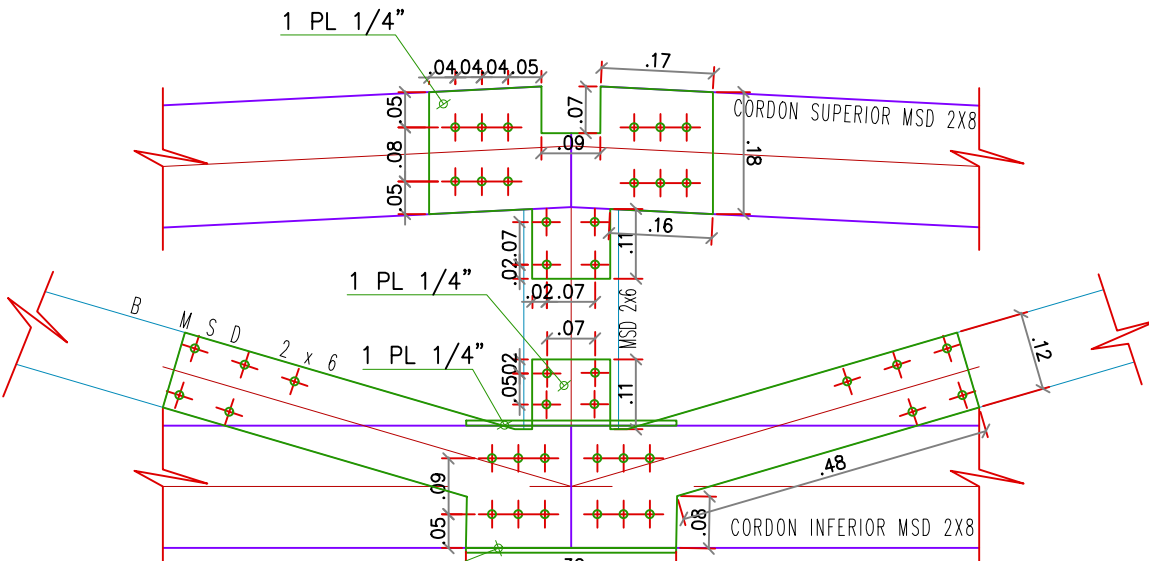 1 PL 1/4"
.04 .04 .04 .05
.17
.05
.07
CORDON SUPERIOR MSD 2X8
.08
.09
.18
.05
.16
.07
.11
.02
1 PL 1/4"
.02 .07
B MSD 2 x 6
MSD 2x6
.07
.12
1 PL 1/4"
.02
.05
.11
.48
.09
.05
.08
CORDON INFERIOR MSD 2X8